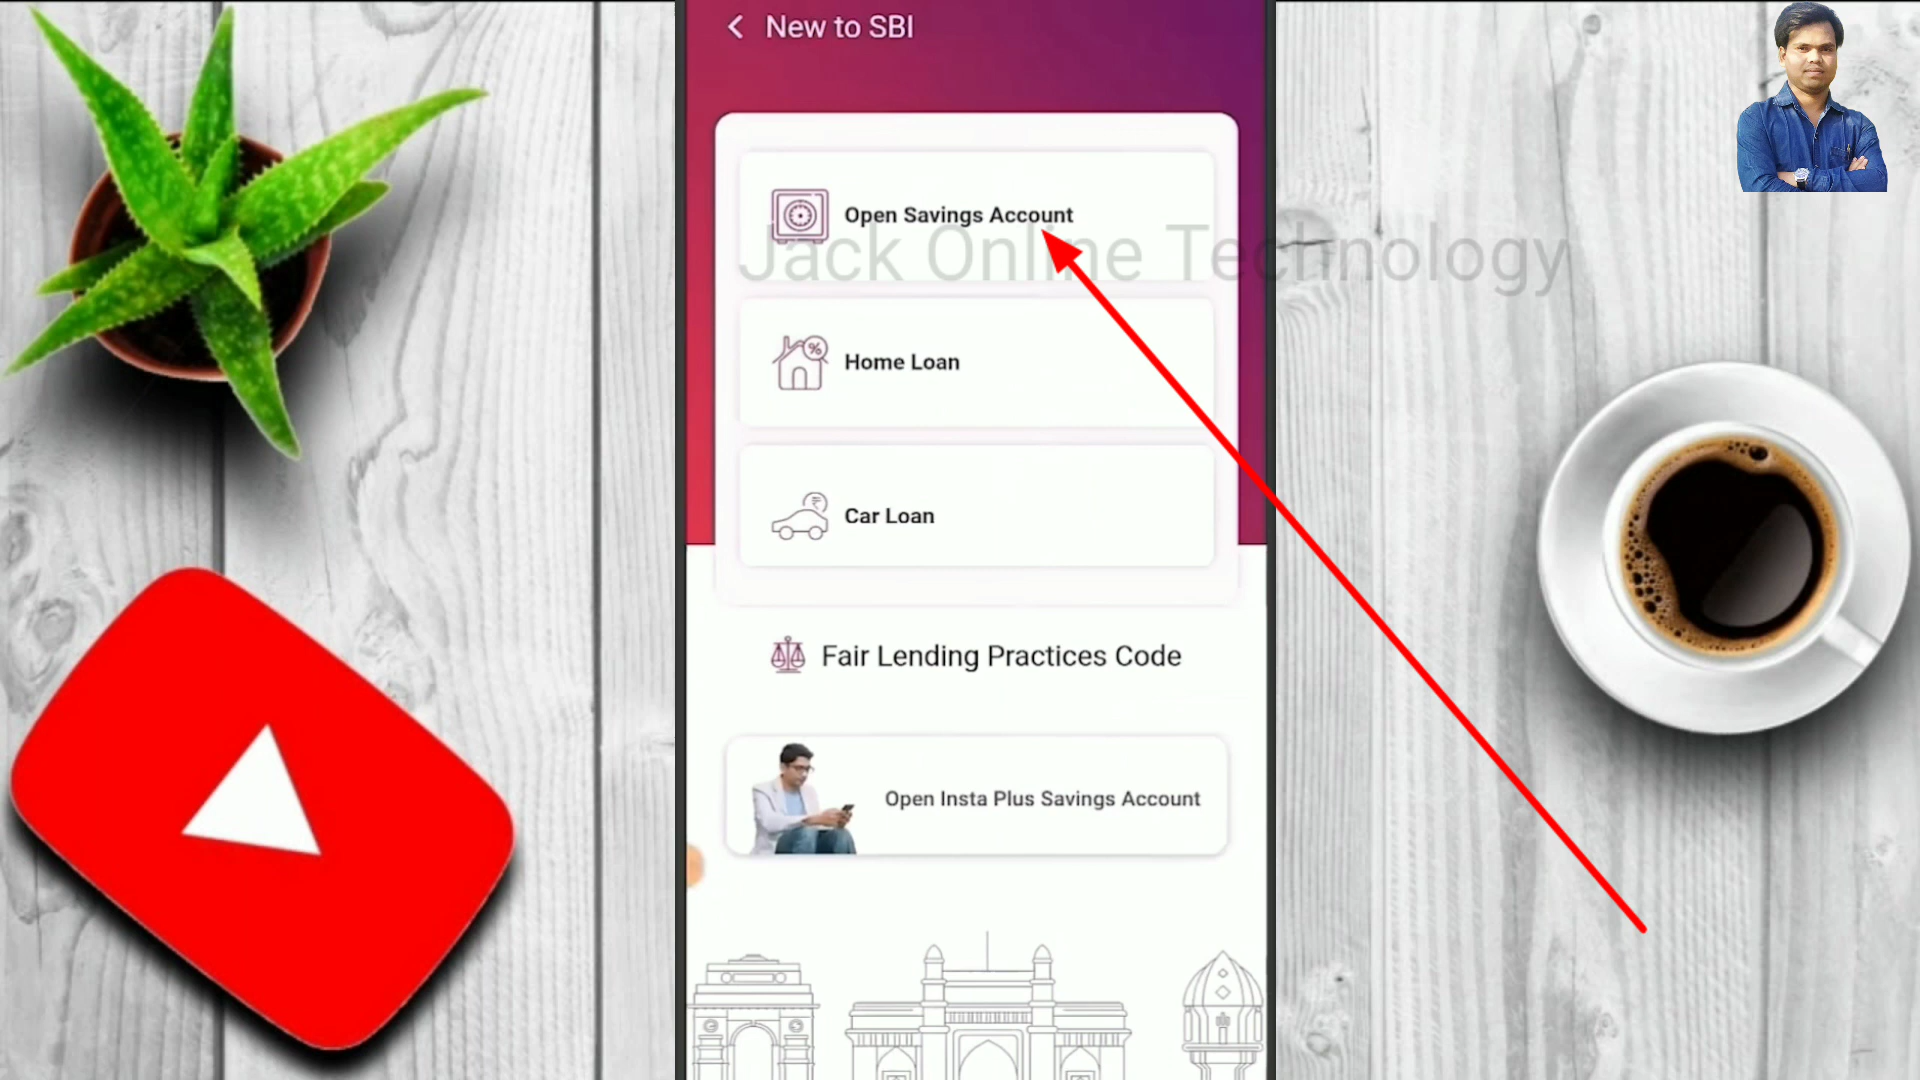 New to SBI
Open Savings Account
Jack Online Technology
Home Loan
Car Loan
Fair Lending Practices Code
Open Insta Plus Savings Account